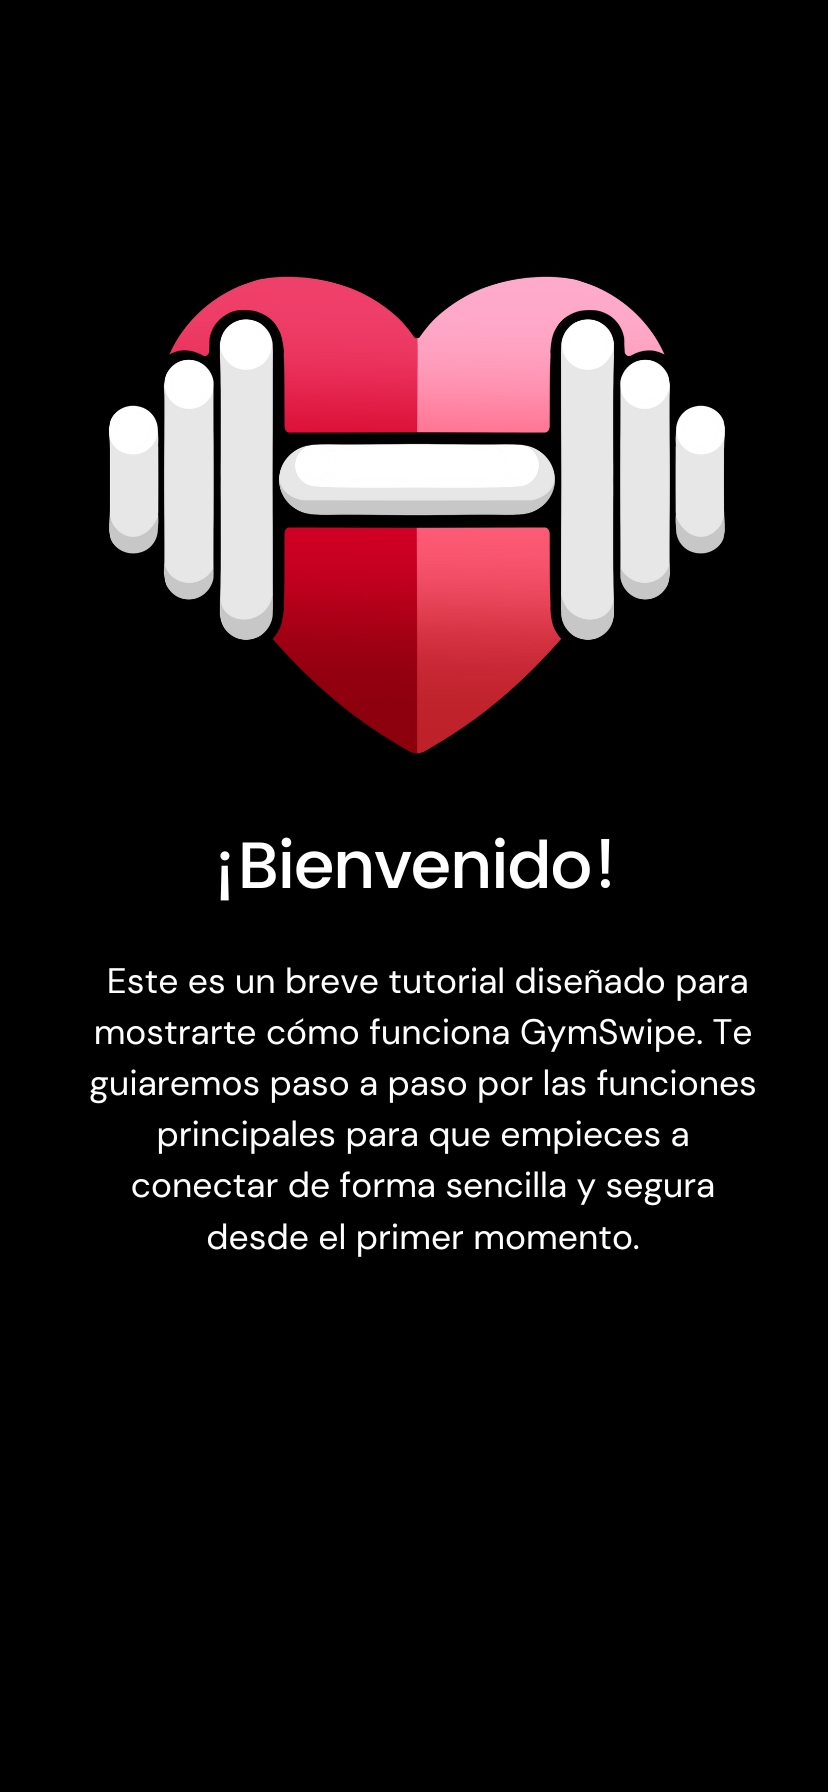 ¡Bienvenido!
Este es un breve tutorial diseñado para
mostrarte cómo funciona GymSwipe. Te
guiaremos paso a paso por las funciones
principales para que empieces a
conectar de forma sencilla y segura
desde el primer momento.